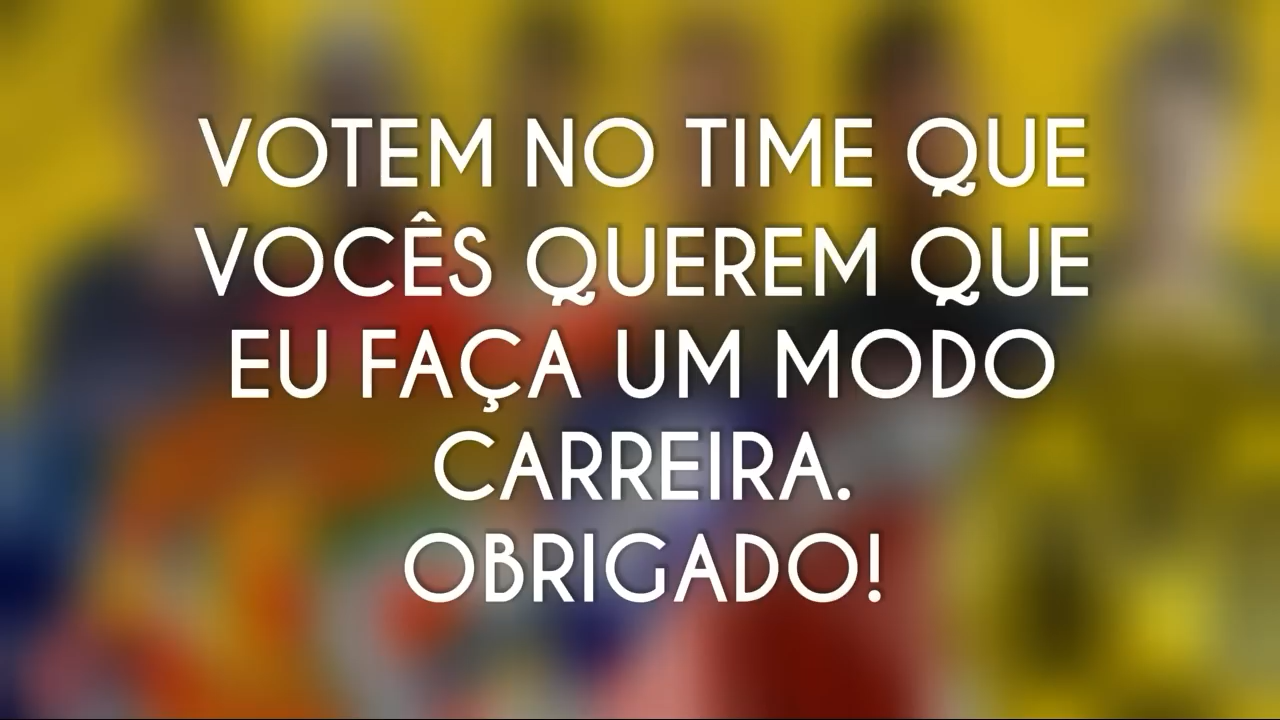 VOTEM NO TIME QUE
VOCÊS QUEREM QUE
EU FAÇA UM MODO
CARREIRA.
OBRIGADO!